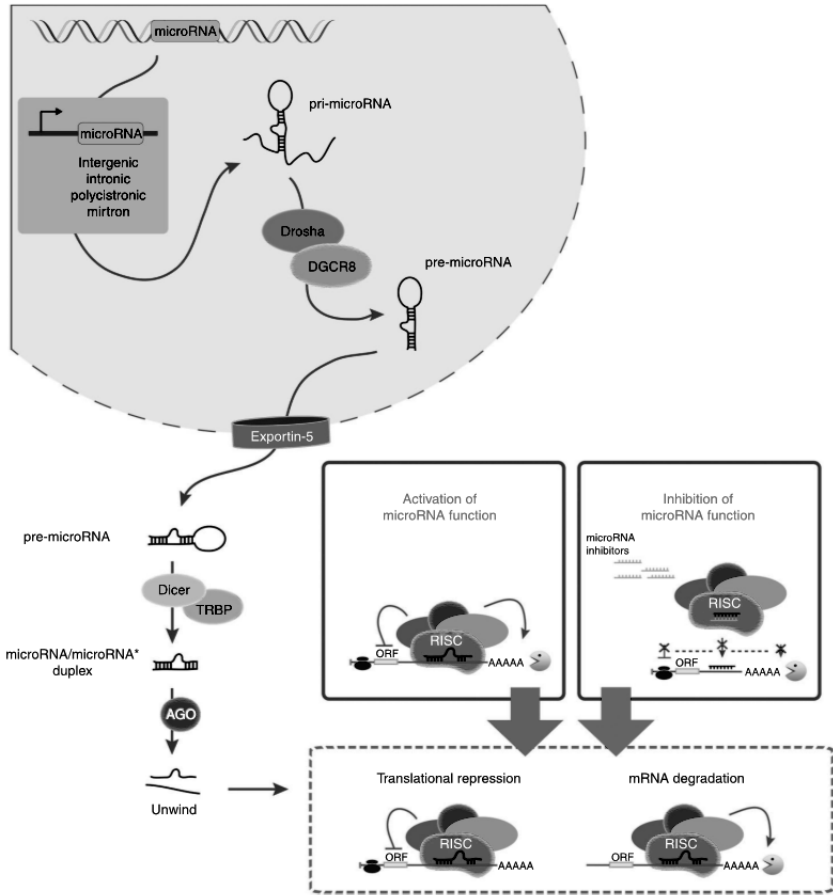 microRNA
pri-microRNA
microRNA
Intergenic
intronic
polycistronic
mirtron
Drosha
DGCR8
pre-microRNA
Exportin-5
pre-microRNA
Dicer
TRBP
microRNA/microRNA*
duplex
AGO
Unwind
Activation of
microRNA function
RISC
ORF
AAAAA
Inhibition of
microRNA function
microRNA
inhibitors
RISC
ORF
AAAAA
Translational repression
RISC
ORF
AAAAA
mRNA degradation
RISC
ORF
AAAAA